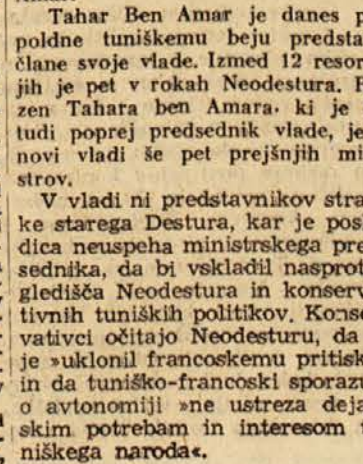 Tahar Ben Amar je danes p
poldne tuniškemu beju predsta
člane svoje vlade. Izmed 12 resor
jih je pet v rokah Neodestura. R
zen Tahara ben Amara, ki je
tudi poprej predsednik vlade, je
novi vladi še pet prejšnjih mi
strov.
V vladi ni predstavnikov stra
ke starega Destura, kar je pos
dica neuspeha ministrskega pre
sednika, da bi vskladil nasprot
gledišča Neodestura in konserv
tivnih tuniških politikov. Konse
vativci očitajo Neodesturu, da
je »uklonil francoskemu pritisk
in da tuniško-francoski sporaz
o avtonomiji »ne ustreza deja
skim potrebam in interesom t
niškega naroda«.